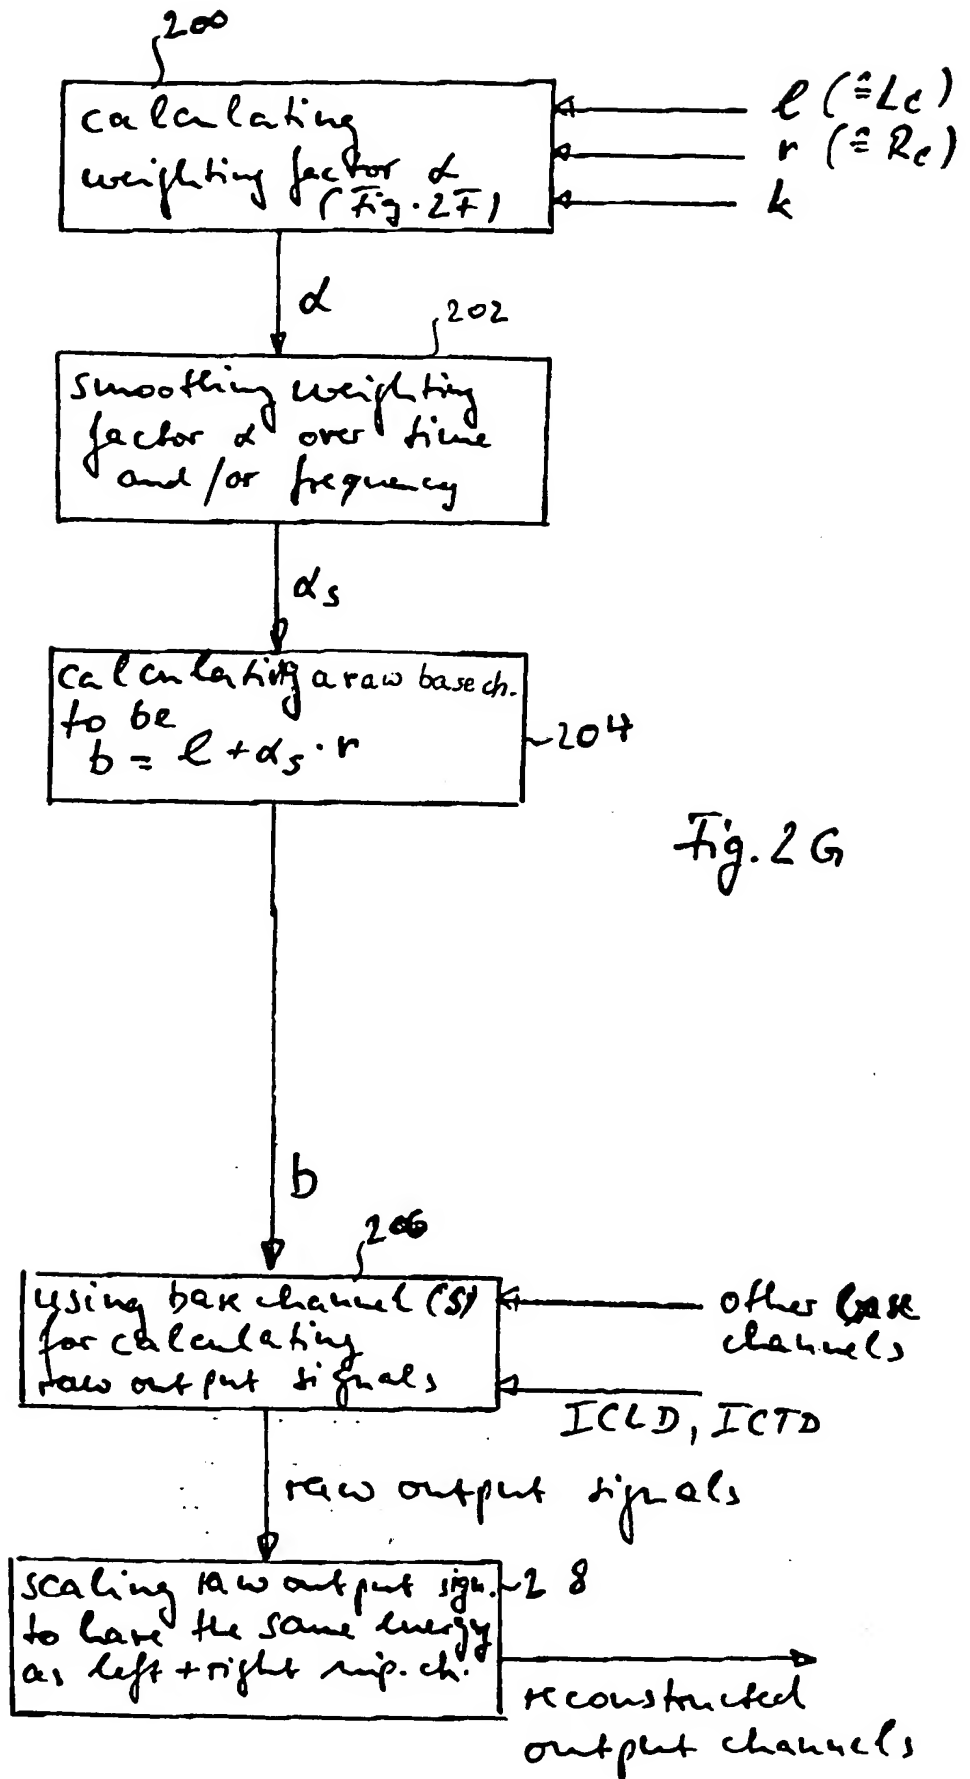 200
calculating
weighting factor α
(Fig. 2F)
l (≙ Lc)
r (≙ Rc)
k
α
202
smoothing weighting
factor α over time
and/or frequency
αs
calculating a raw base ch.
to be
b = l + αs · r
204
Fig. 2G
b
206
using base channel(s)
for calculating
raw output signals
other base
channels
ICLD, ICTD
raw output signals
scaling raw output sign.
to have the same energy
as left + right inp. ch.
2 8
reconstructed
output channels